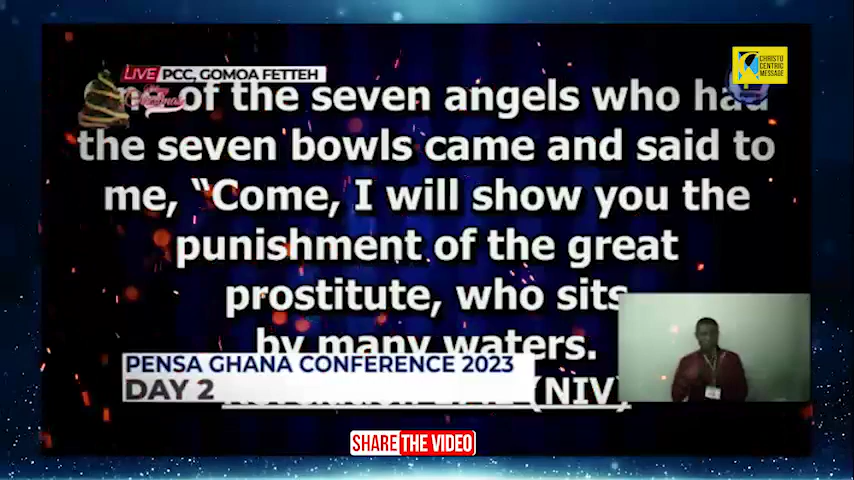 LIVE PCC, GOMOA FETTEH
CHRISTO
CENTRIC
MESSAGE
of the seven angels who had
the seven bowls came and said to
me, “Come, I will show you the
punishment of the great
prostitute, who sits
by many waters.
(NIV)
PENSA GHANA CONFERENCE 2023
DAY 2
SHARE THE VIDEO